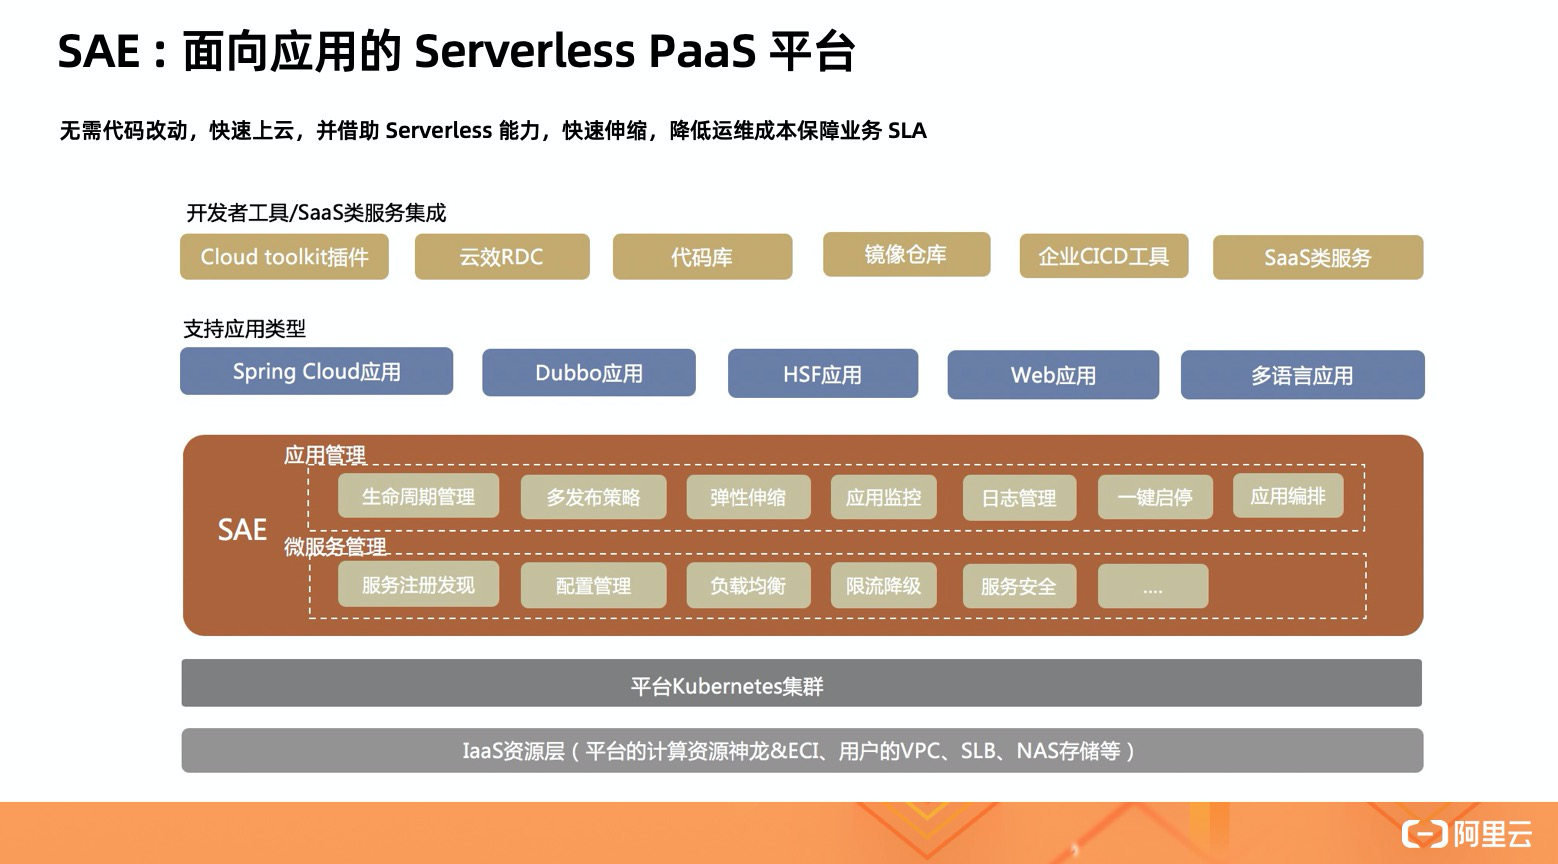 SAE：面向应用的 Serverless PaaS 平台
无需代码改动，快速上云，并借助 Serverless 能力，快速伸缩，降低运维成本保障业务 SLA
开发者工具/SaaS类服务集成
Cloud toolkit插件 云效RDC 代码库 镜像仓库 企业CICD工具 SaaS类服务
支持应用类型
Spring Cloud应用 Dubbo应用 HSF应用 Web应用 多语言应用
应用管理
生命周期管理 多发布策略 弹性伸缩 应用监控 日志管理 一键启停 应用编排
SAE
微服务管理
服务注册发现 配置管理 负载均衡 限流降级 服务安全 ....
平台Kubernetes集群
IaaS资源层（平台的计算资源神龙&ECI、用户的VPC、SLB、NAS存储等）
阿里云